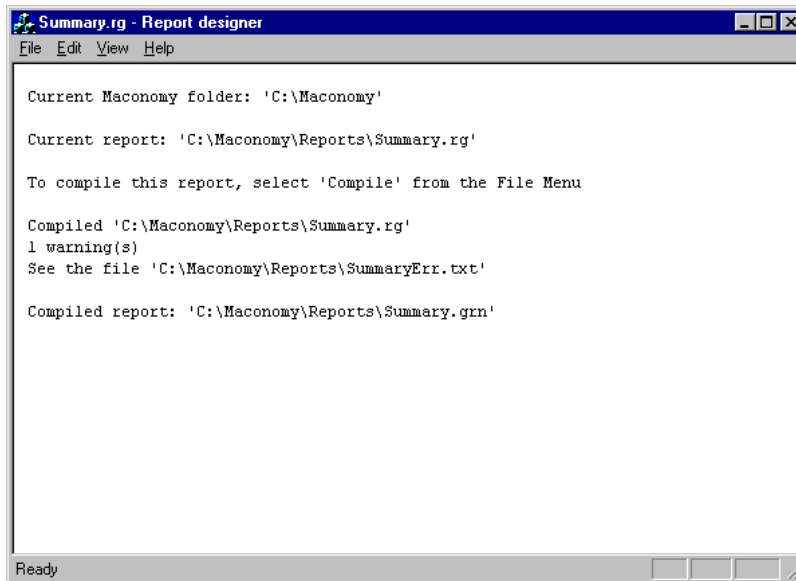 Summary.rg - Report designer
File Edit View Help
Current Maconomy folder: 'C:\Maconomy'
Current report: 'C:\Maconomy\Reports\Summary.rg'
To compile this report, select 'Compile' from the File Menu
Compiled 'C:\Maconomy\Reports\Summary.rg'
1 warning(s)
See the file 'C:\Maconomy\Reports\SummaryErr.txt'
Compiled report: 'C:\Maconomy\Reports\Summary.grn'
Ready